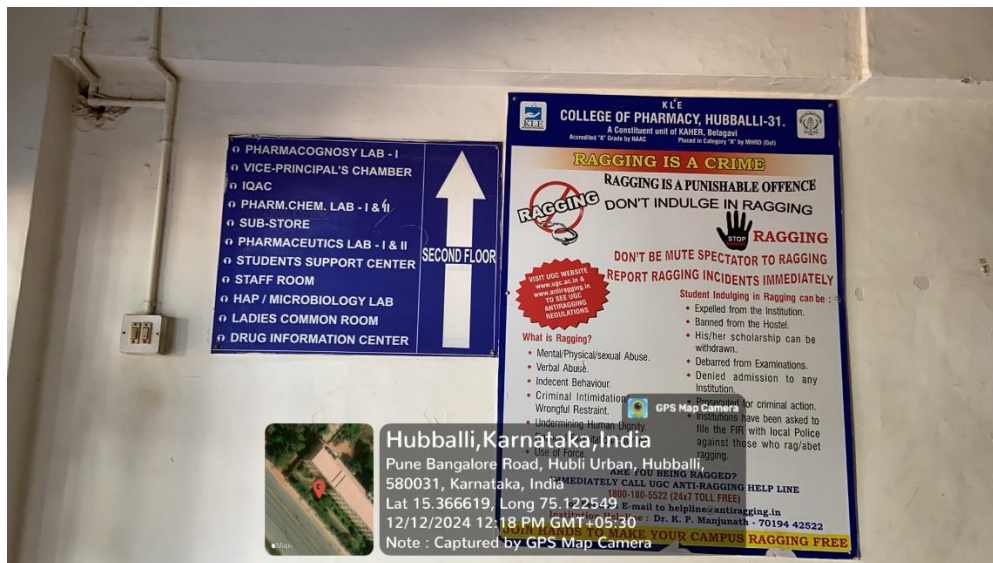 PHARMACOGNOSY LAB - I
VICE-PRINCIPAL'S CHAMBER
IQAC
PHARM.CHEM. LAB - I & II
SUB-STORE
PHARMACEUTICS LAB - I & II
STUDENTS SUPPORT CENTER
STAFF ROOM
HAP / MICROBIOLOGY LAB
LADIES COMMON ROOM
DRUG INFORMATION CENTER
SECOND FLOOR
KLE
KLE
COLLEGE OF PHARMACY, HUBBALLI-31.
A Constituent unit of KAHER, Belagavi
Accredited "A" Grade by NAAC Placed in Category "A" by MHRD (GoI)
RAGGING IS A CRIME
RAGGING IS A PUNISHABLE OFFENCE
DON'T INDULGE IN RAGGING
RAGGING
STOP
RAGGING
DON'T BE MUTE SPECTATOR TO RAGGING
REPORT RAGGING INCIDENTS IMMEDIATELY
VISIT UGC WEBSITE
www.ugc.ac.in &
www.antiragging.in
TO SEE UGC
ANTIRAGGING
REGULATIONS
What is Ragging?
• Mental/Physical/sexual Abuse.
• Verbal Abuse.
• Indecent Behaviour.
• Criminal Intimidation/
Wrongful Restraint.
• Undermining Human Dignity.
• Use of Force.
Student Indulging in Ragging can be :
• Expelled from the Institution.
• Banned from the Hostel.
• His/her scholarship can be
withdrawn.
• Debarred from Examinations.
• Denied admission to any
Institution.
• Prosecuted for criminal action.
• Institutions have been asked to
file the FIR with local Police
against those who rag/abet
ragging.
ARE YOU BEING RAGGED?
IMMEDIATELY CALL UGC ANTI-RAGGING HELP LINE
1800-180-5522 (24x7 TOLL FREE)
E-mail to helpline@antiragging.in
Institution Helpline : Dr. K. P. Manjunath - 70194 42522
JOIN HANDS TO MAKE YOUR CAMPUS RAGGING FREE
GPS Map Camera
Hubballi,Karnataka,India
Pune Bangalore Road, Hubli Urban, Hubballi,
580031, Karnataka, India
Lat 15.366619, Long 75.122549
12/12/2024 12:18 PM GMT+05:30
Note : Captured by GPS Map Camera